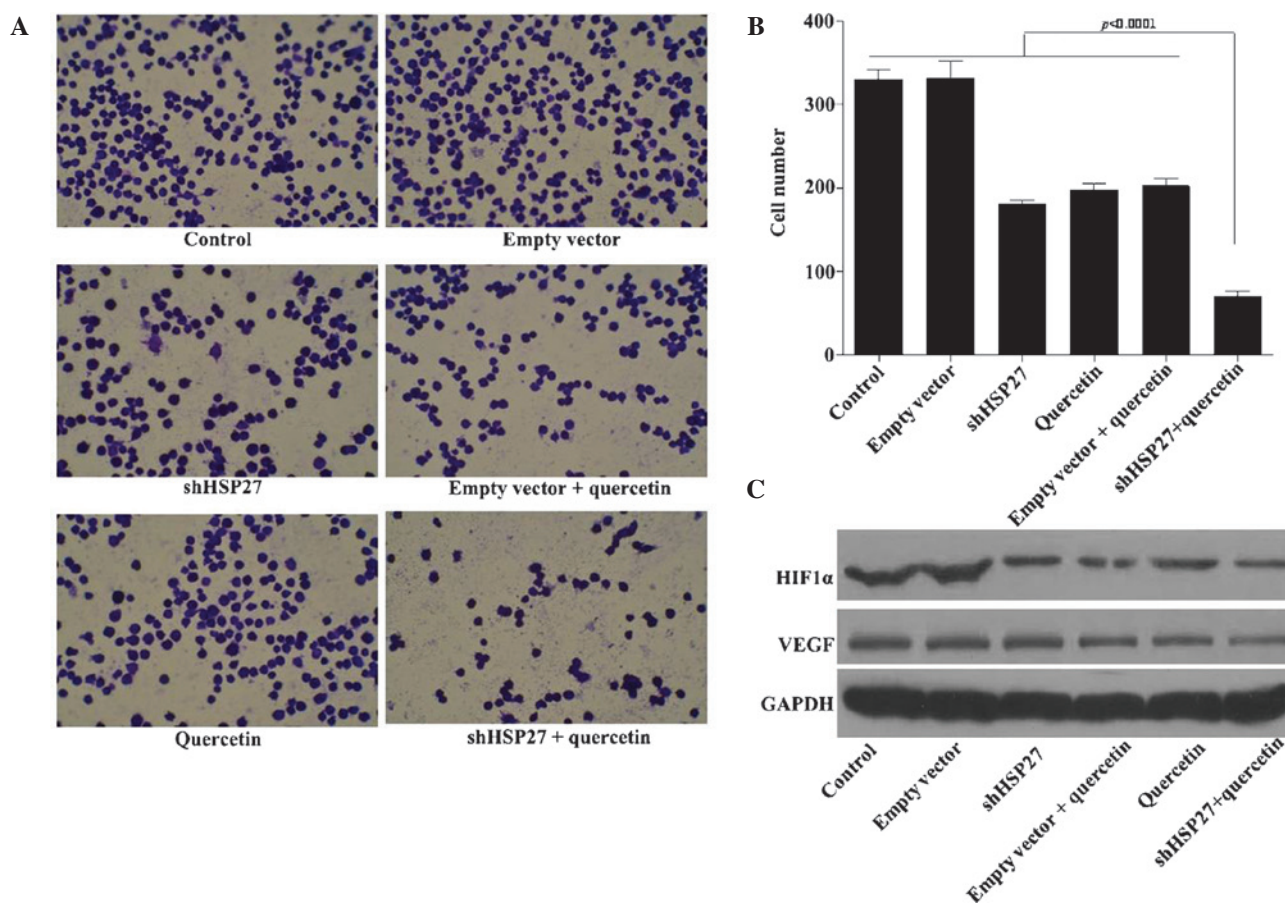 A
Control
Empty vector
shHSP27
Empty vector + quercetin
Quercetin
shHSP27 + quercetin
B
p<0.0001
400
300
200
100
0
Cell number
Control
Empty vector
shHSP27
Quercetin
Empty vector + quercetin
shHSP27+quercetin
C
HIF1α
VEGF
GAPDH
Control
Empty vector
shHSP27
Empty vector + quercetin
Quercetin
shHSP27+quercetin